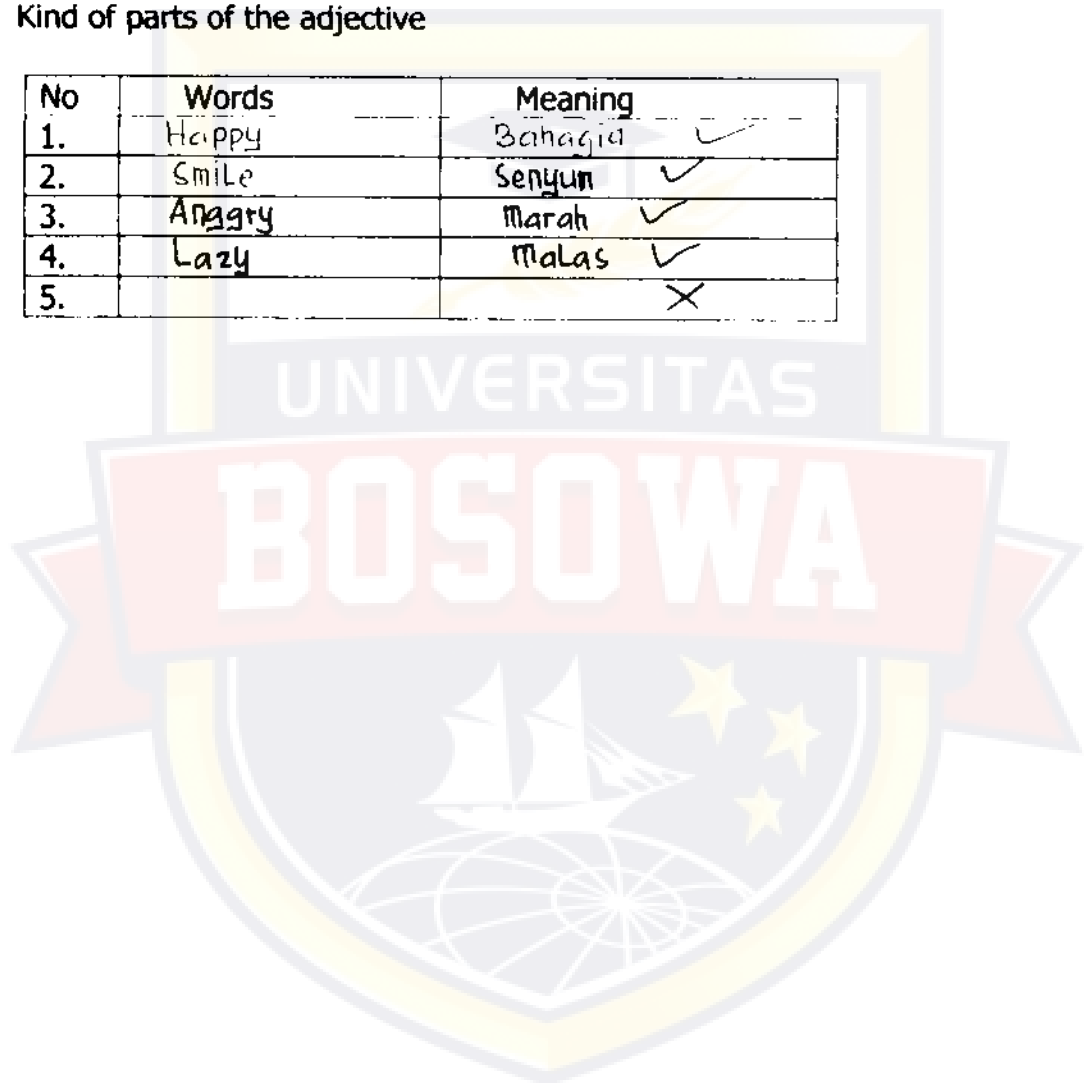 Kind of parts of the adjective
No Words Meaning
1. Happy Bahagia ✓
2. Smile Senyum ✓
3. Anggry Marah ✓
4. Lazy Malas ✓
5. ×
UNIVERSITAS
BOSOWA